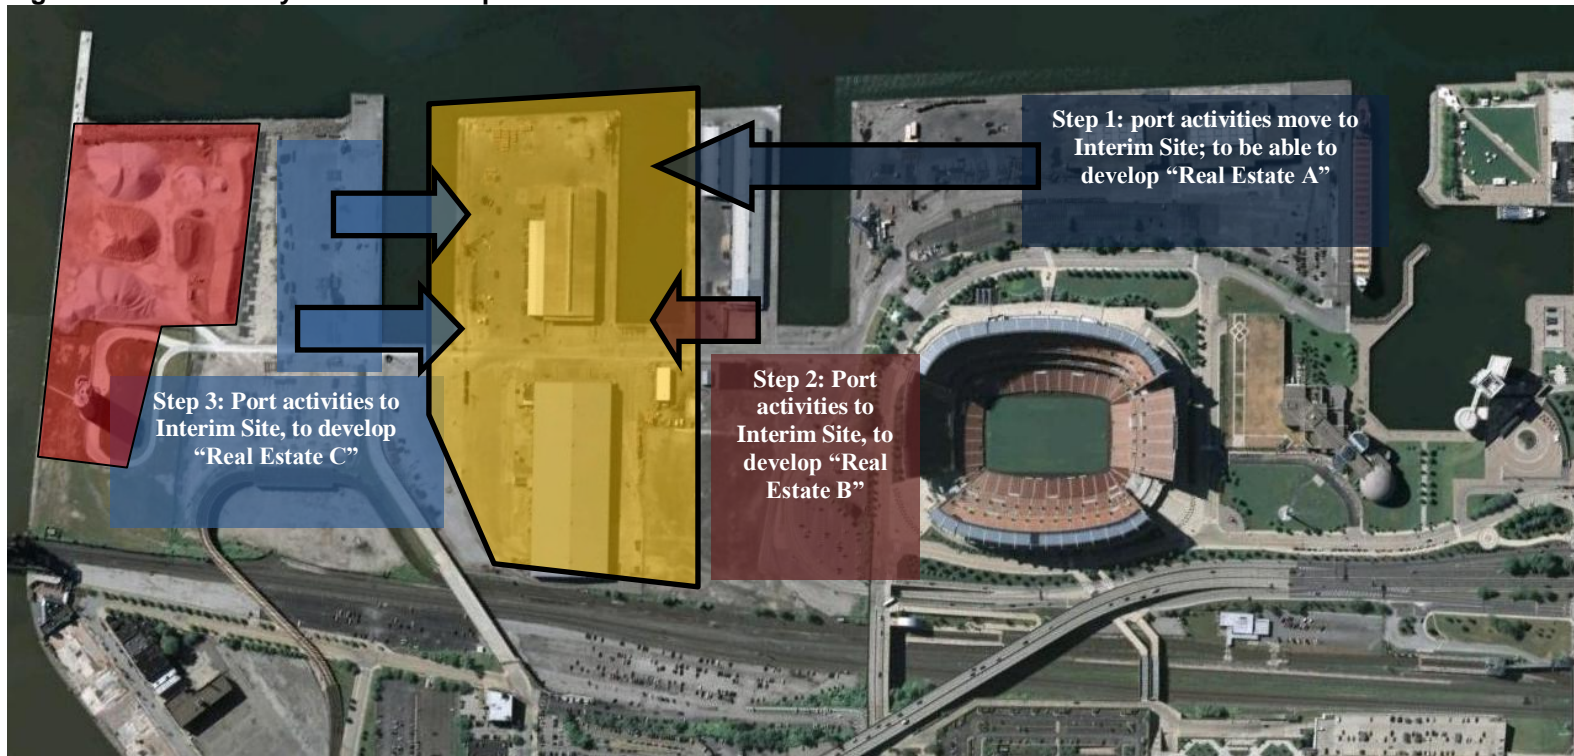 Step 1: port activities move to
Interim Site; to be able to
develop “Real Estate A”
Step 2: Port
activities to
Interim Site, to
develop “Real
Estate B”
Step 3: Port activities to
Interim Site, to develop
“Real Estate C”